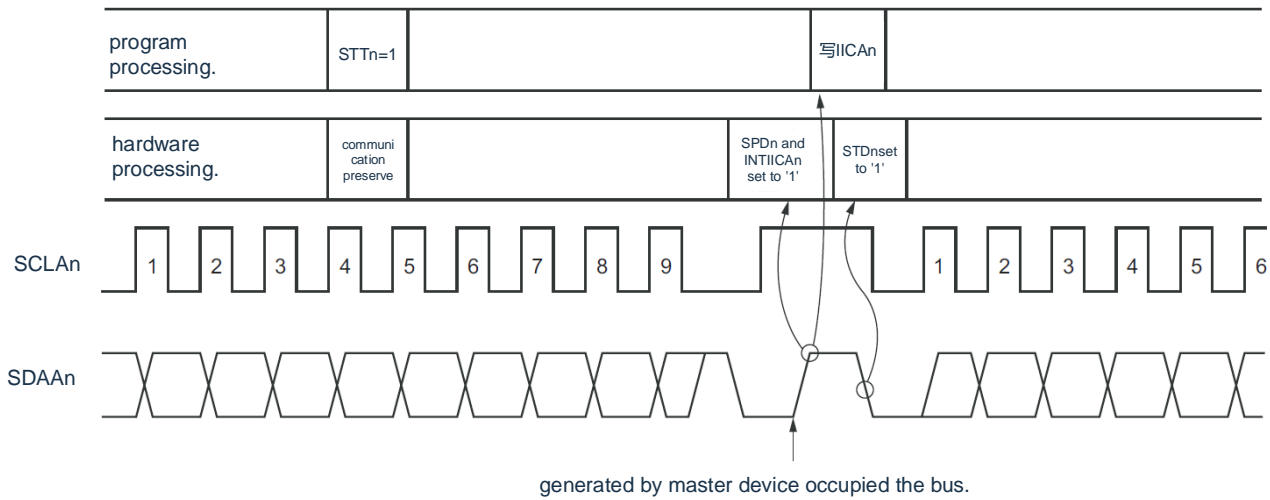 program
processing.
STTn=1
写IICAn
hardware
processing.
communi
cation
preserve
SPDn and
INTIICAn
set to '1'
STDnset
to '1'
SCLAn
1 2 3 4 5 6 7 8 9 1 2 3 4 5 6
SDAAn
generated by master device occupied the bus.